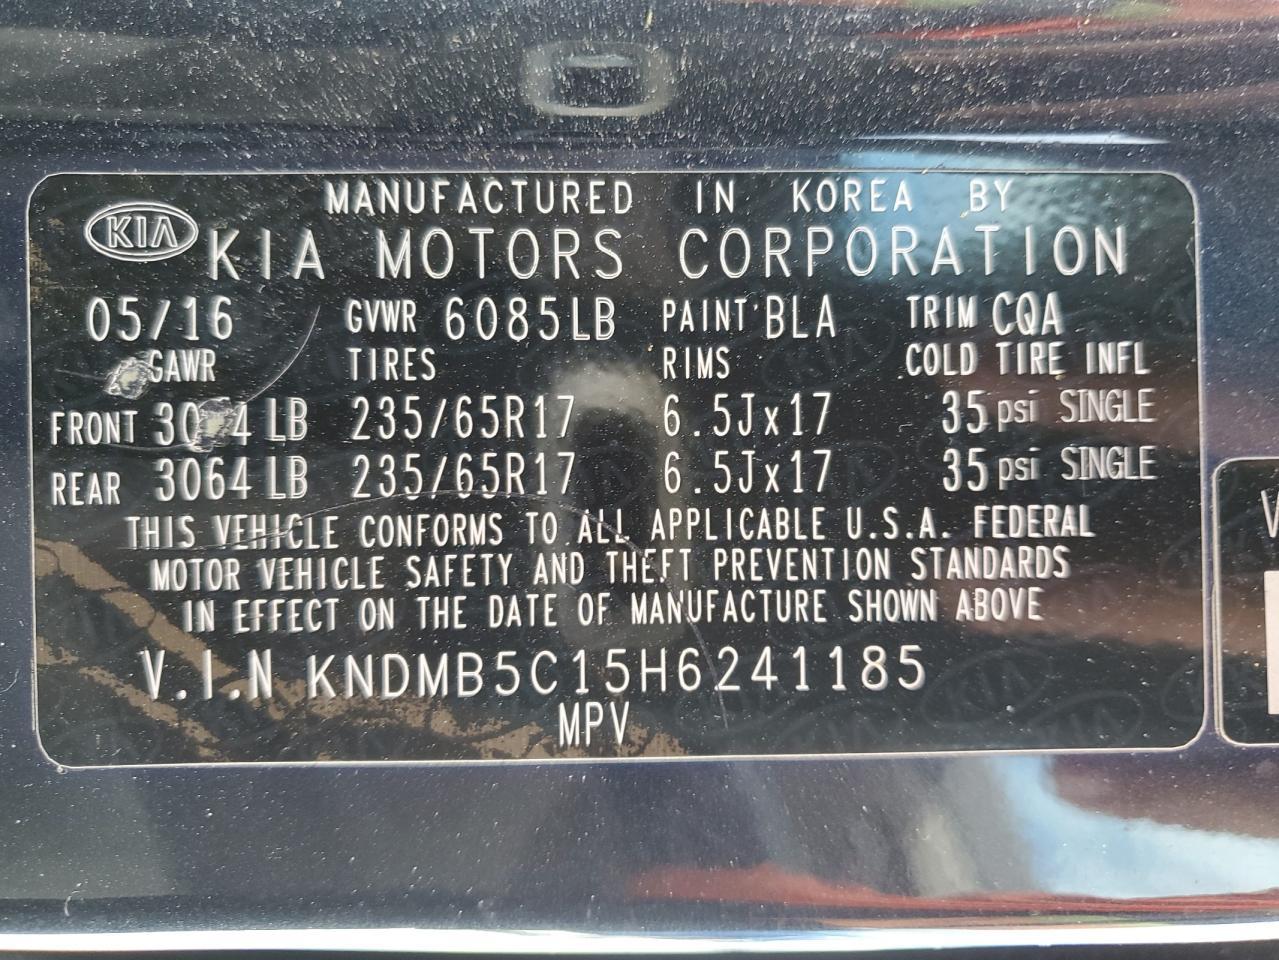 MANUFACTURED IN KOREA BY
KIA KIA MOTORS CORPORATION
05/16 GVWR 6085LB PAINT BLA TRIM CQA
GAWR TIRES RIMS COLD TIRE INFL
FRONT LB 235/65R17 6.5Jx17 35 psi SINGLE
REAR 3064 LB 235/65R17 6.5Jx17 35 psi SINGLE
THIS VEHICLE CONFORMS TO ALL APPLICABLE U.S.A. FEDERAL
MOTOR VEHICLE SAFETY AND THEFT PREVENTION STANDARDS
IN EFFECT ON THE DATE OF MANUFACTURE SHOWN ABOVE
V.I.N KNDMB5C15H6241185
MPV